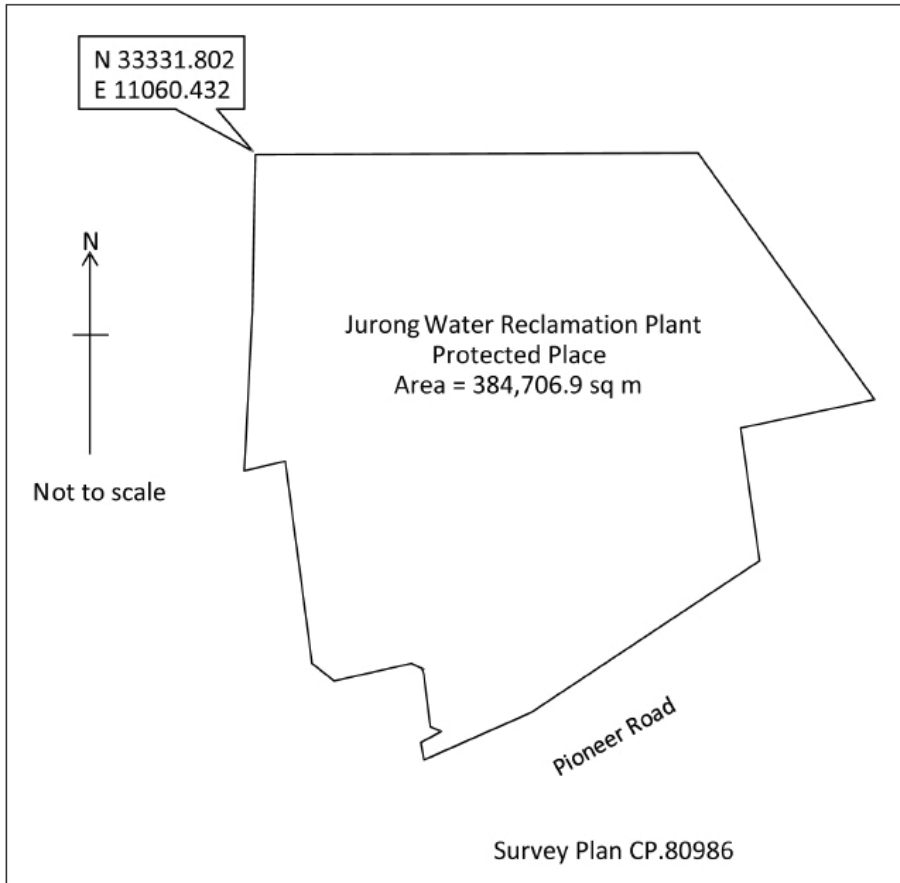 N 33331.802
E 11060.432
N
Jurong Water Reclamation Plant
Protected Place
Area = 384,706.9 sq m
Not to scale
Pioneer Road
Survey Plan CP.80986